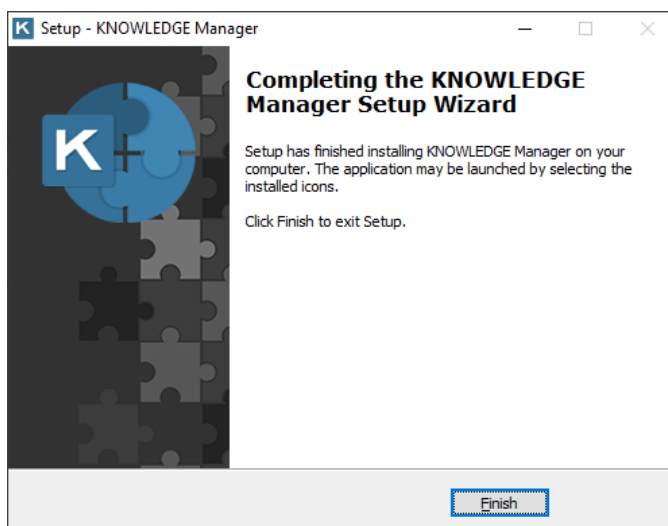 K Setup - KNOWLEDGE Manager
K
Completing the KNOWLEDGE
Manager Setup Wizard
Setup has finished installing KNOWLEDGE Manager on your
computer. The application may be launched by selecting the
installed icons.
Click Finish to exit Setup.
Finish